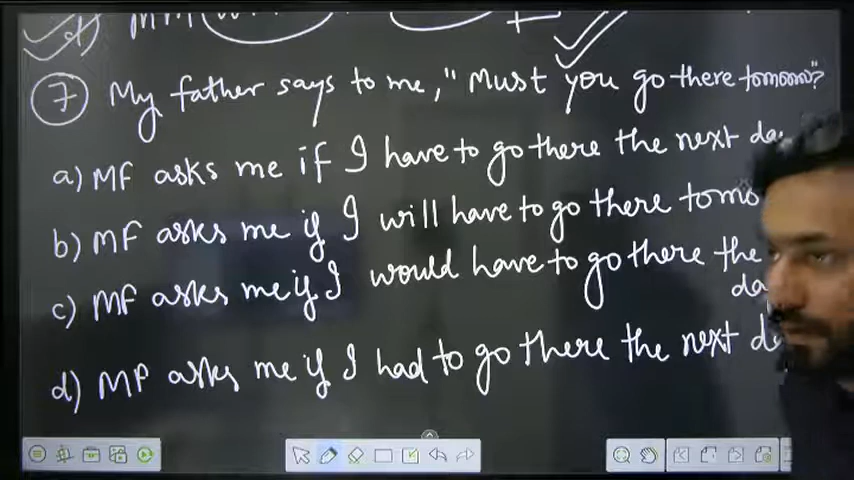 7 My father says to me, "Must you go there tomorrow?"
a) MF asks me if I have to go there the next
b) MF asks me if I will have to go there
c) MF asks me if I would have to go there the
d) MF asks me if I had to go there the next